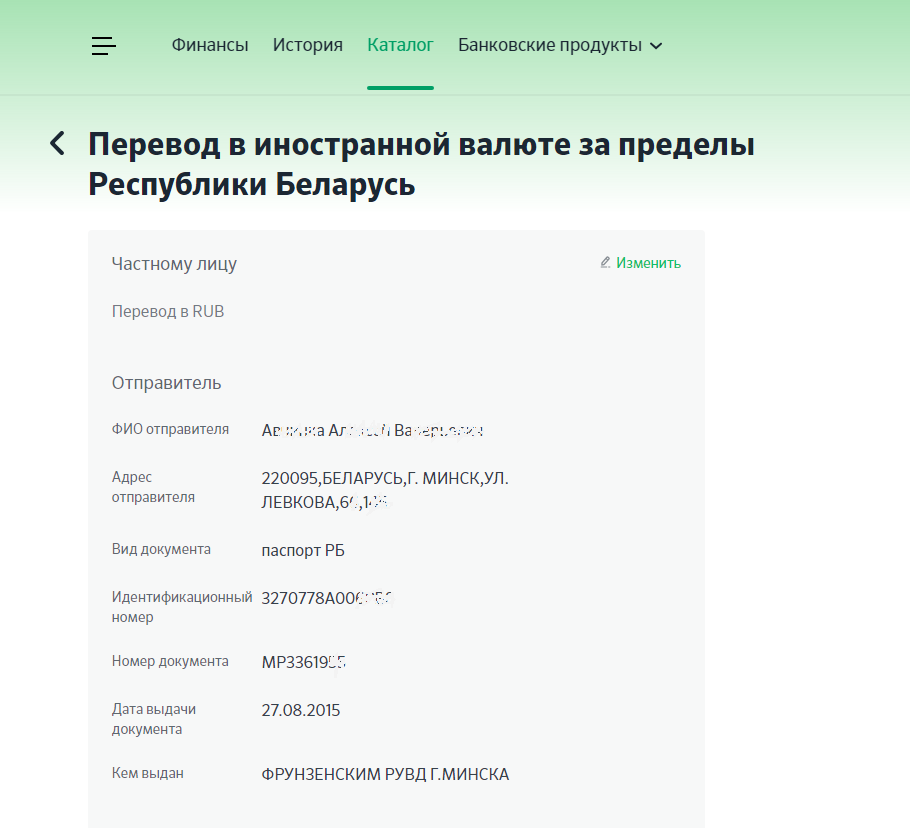 Финансы История Каталог Банковские продукты
Перевод в иностранной валюте за пределы
Республики Беларусь
Частному лицу Изменить
Перевод в RUB
Отправитель
ФИО отправителя
Адрес отправителя 220095,БЕЛАРУСЬ,Г. МИНСК,УЛ.
ЛЕВКОВА,
Вид документа паспорт РБ
Идентификационный
номер
Номер документа
Дата выдачи документа 27.08.2015
Кем выдан ФРУНЗЕНСКИМ РУВД Г.МИНСКА